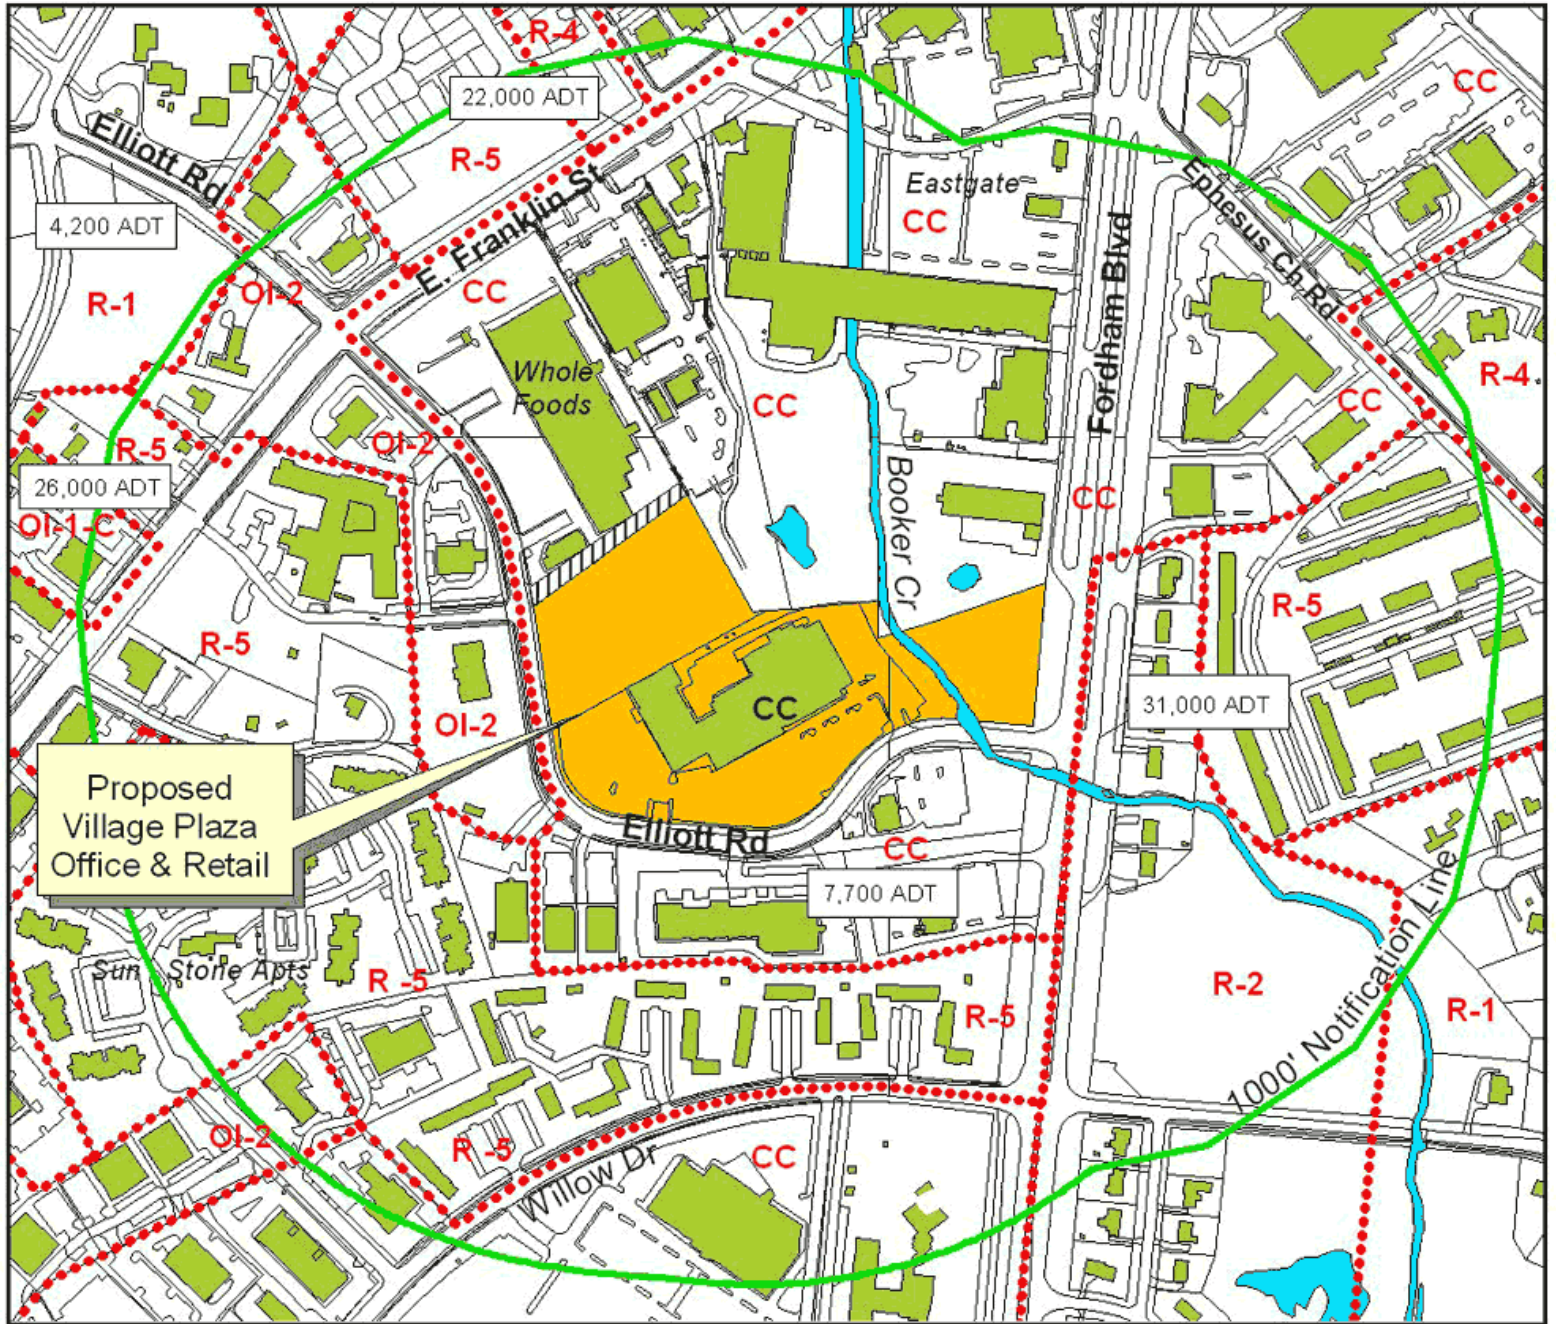 R-4
CC
22,000 ADT
Elliott Rd
R-5
E. Franklin St
Eastgate
CC
Ephesus Ch Rd
4,200 ADT
R-1
OI-2
CC
Fordham Blvd
Whole
Foods
CC
CC
R-4
R-5
OI-2
26,000 ADT
OI-1-C
Booker Cr
CC
R-5
R-5
OI-2
CC
31,000 ADT
Proposed
Village Plaza
Office & Retail
Elliott Rd
CC
7,700 ADT
Sun Stone Apts
R -5
R-5
R-2
R-1
1000' Notification Line
OI-2
R -5
Willow Dr
CC